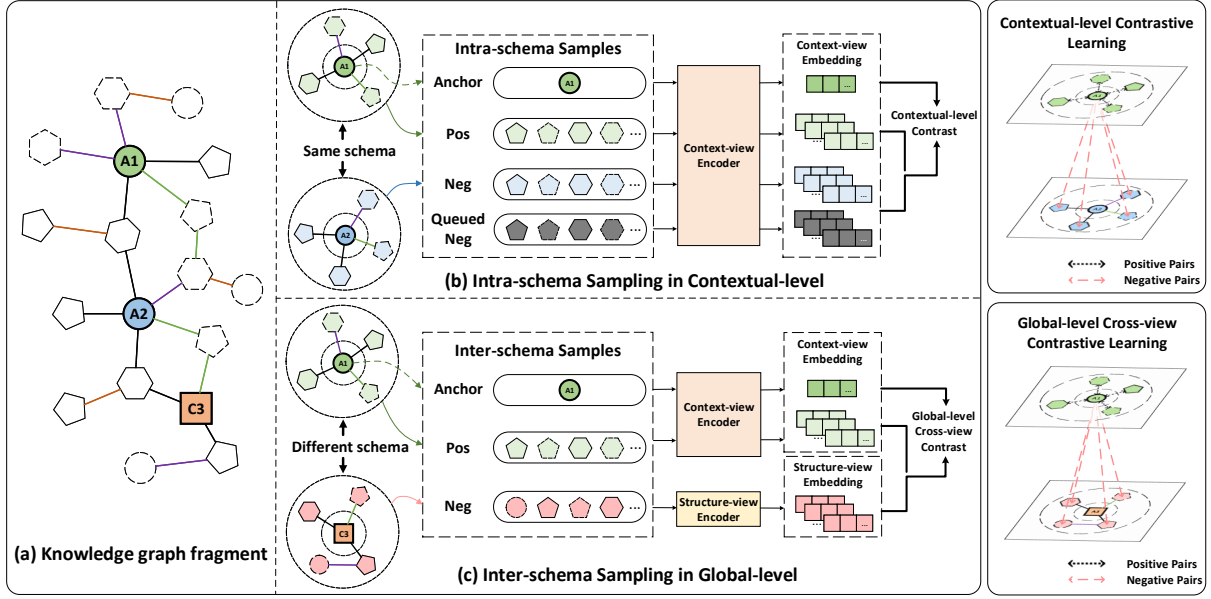 A1
A2
C3
(a) Knowledge graph fragment
A1
Same schema
A2
Intra-schema Samples
Anchor
A1
Pos
...
Neg
...
Queued
Neg
...
Context-view
Encoder
Context-view
Embedding
...
...
...
...
...
...
...
Contextual-level
Contrast
(b) Intra-schema Sampling in Contextual-level
A1
Different schema
C3
Inter-schema Samples
Anchor
A1
Pos
...
Neg
...
Context-view
Encoder
Structure-view
Encoder
Context-view
Embedding
...
...
...
Structure-view
Embedding
...
...
Global-level
Cross-view
Contrast
(c) Inter-schema Sampling in Global-level
Contextual-level Contrastive
Learning
A2
Positive Pairs
Negative Pairs
Global-level Cross-view
Contrastive Learning
Positive Pairs
Negative Pairs